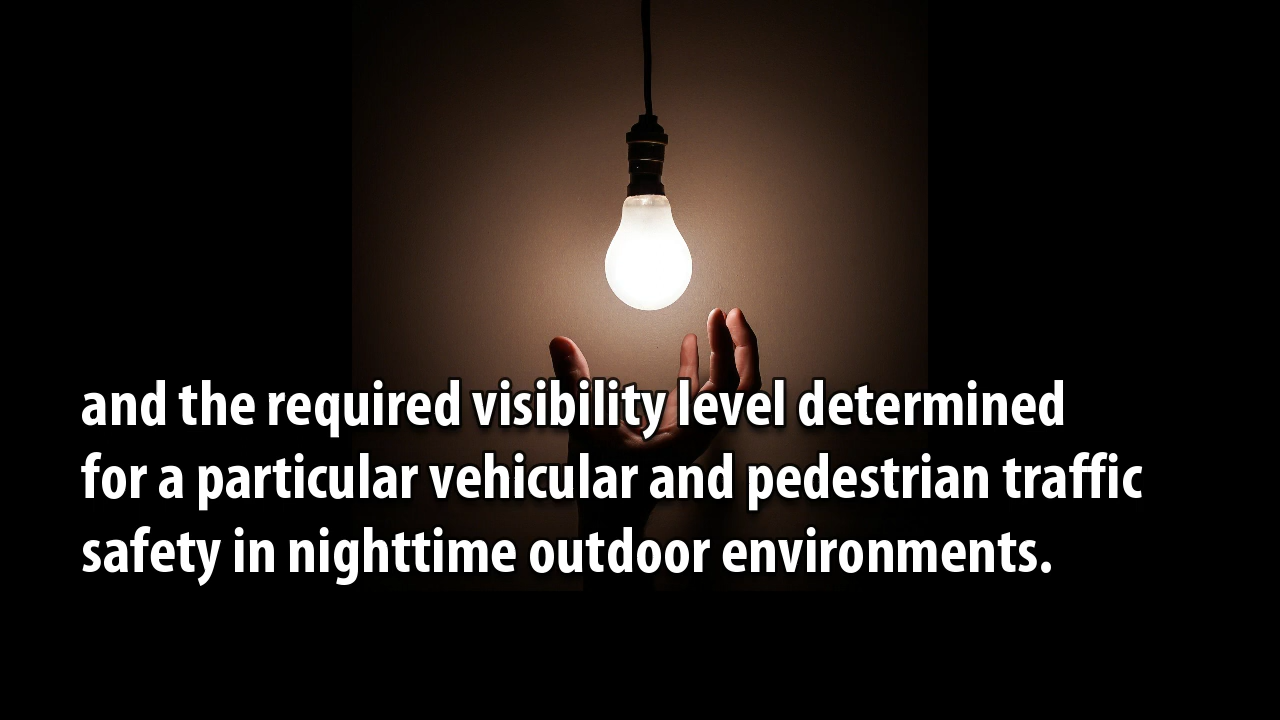 and the required visibility level determined
for a particular vehicular and pedestrian traffic
safety in nighttime outdoor environments.